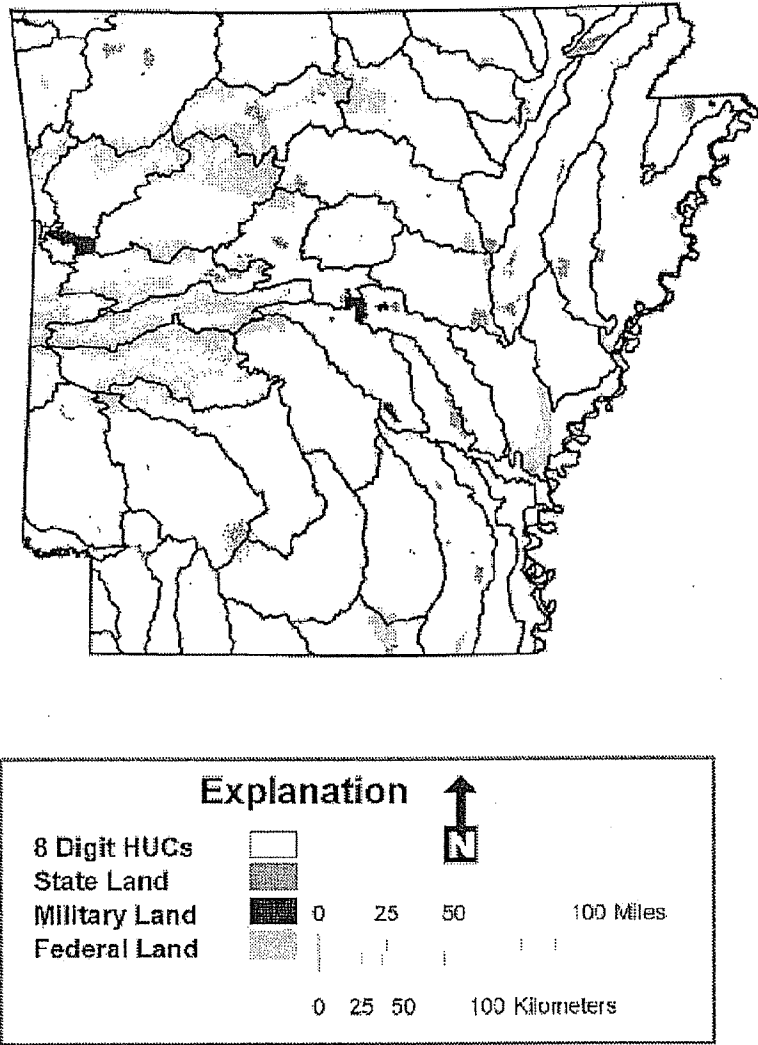 Explanation
N
8 Digit HUCs
State Land
Military Land
Federal Land
0 25 50 100 Miles
0 25 50 100 Kilometers